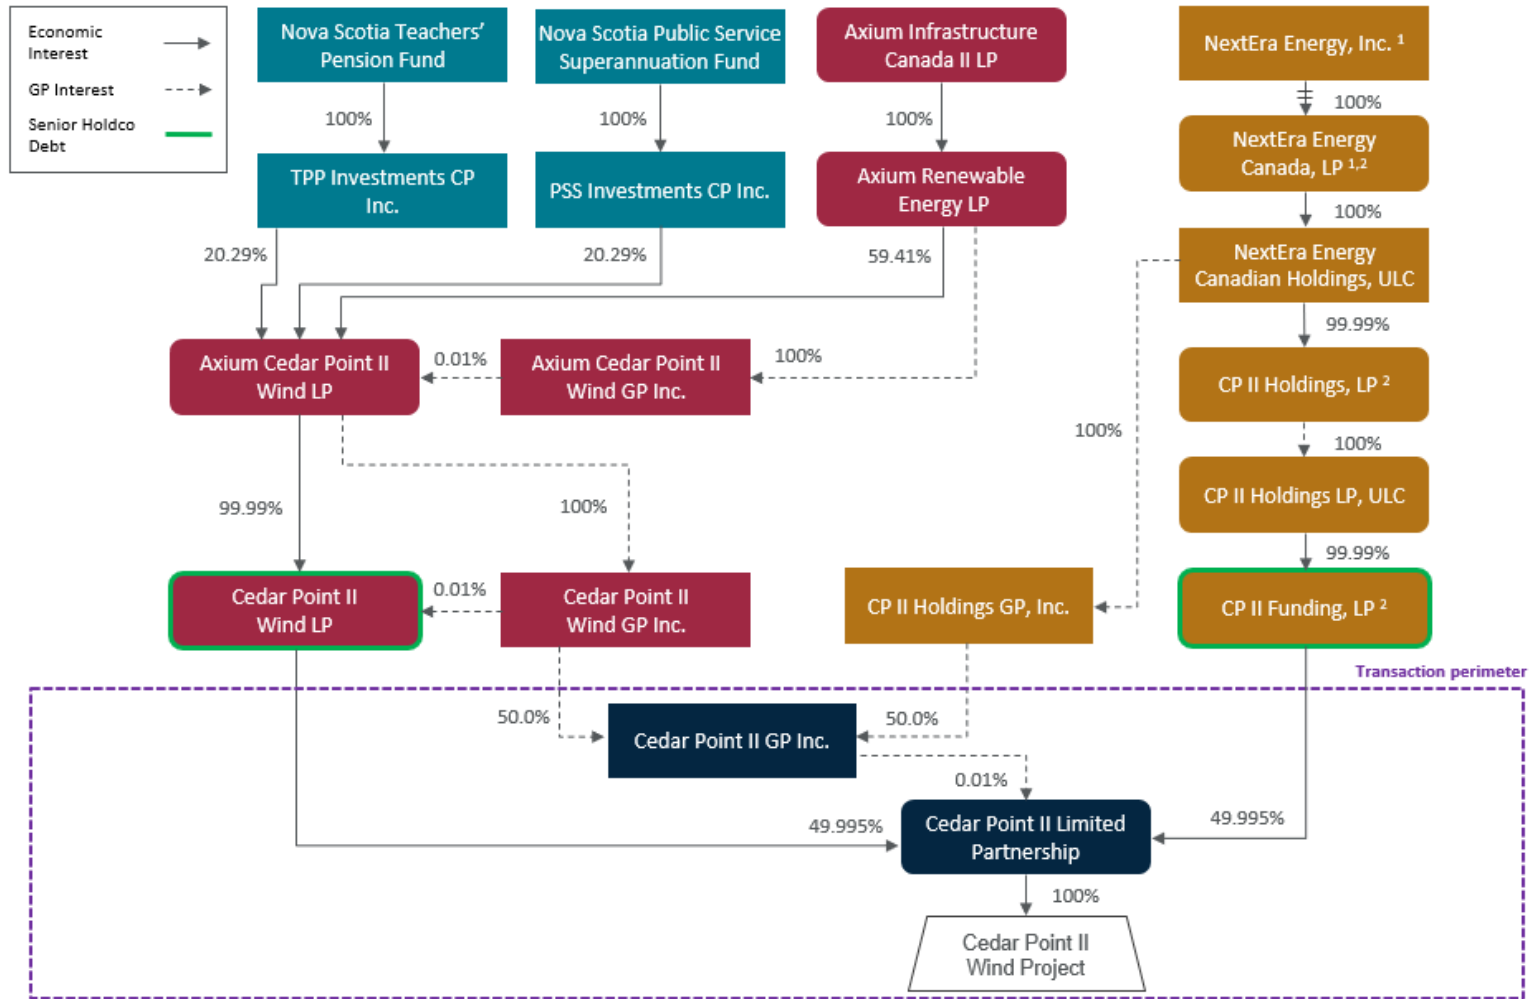 Economic
Interest
GP Interest
Senior Holdco
Debt
Nova Scotia Teachers'
Pension Fund
Nova Scotia Public Service
Superannuation Fund
Axium Infrastructure
Canada II LP
NextEra Energy, Inc. 1
100%
100%
100%
100%
NextEra Energy
Canada, LP 1,2
TPP Investments CP
Inc.
PSS Investments CP Inc.
Axium Renewable
Energy LP
100%
20.29%
20.29%
59.41%
NextEra Energy
Canadian Holdings, ULC
99.99%
Axium Cedar Point II
Wind LP
0.01%
Axium Cedar Point II
Wind GP Inc.
100%
CP II Holdings, LP 2
100%
100%
CP II Holdings LP, ULC
99.99%
100%
99.99%
Cedar Point II
Wind LP
0.01%
Cedar Point II
Wind GP Inc.
CP II Holdings GP, Inc.
CP II Funding, LP 2
Transaction perimeter
50.0%
Cedar Point II GP Inc.
50.0%
0.01%
49.995%
Cedar Point II Limited
Partnership
49.995%
100%
Cedar Point II
Wind Project